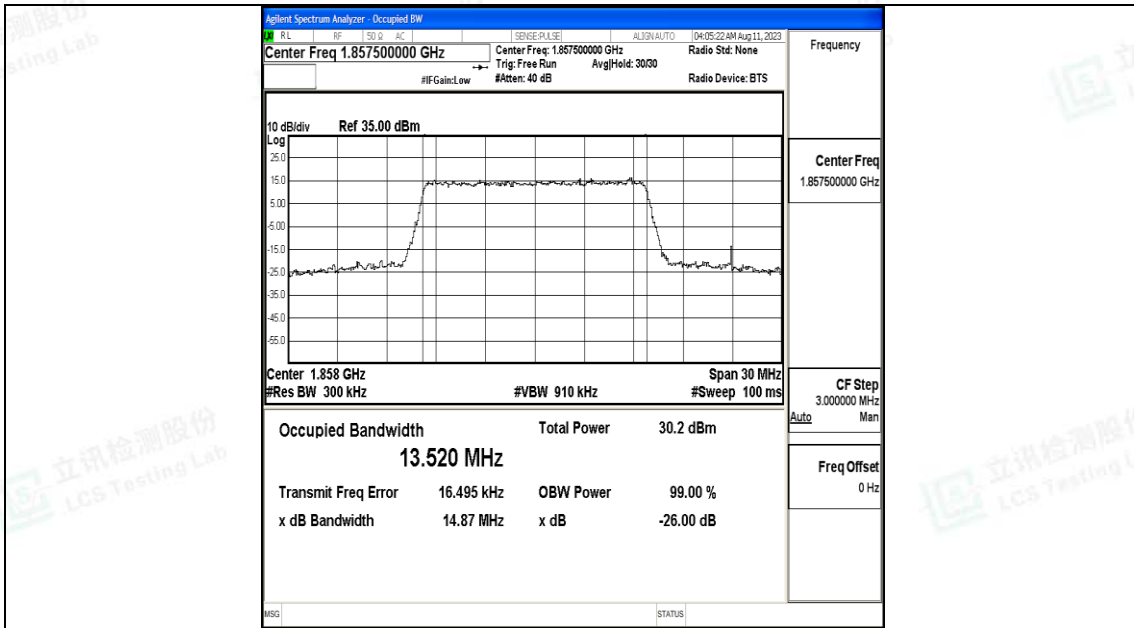 Agilent Spectrum Analyzer - Occupied BW
RL RF 50 Ω AC SENSE:PULSE ALIGN AUTO 04:05:22 AM Aug 11, 2023
Center Freq 1.857500000 GHz
Center Freq: 1.857500000 GHz
Radio Std: None
Trig: Free Run Avg|Hold: 30/30
#IFGain:Low
#Atten: 40 dB
Radio Device: BTS
Frequency
10 dB/div Ref 35.00 dBm
Log
25.0
15.0
5.00
-5.00
-15.0
-25.0
-35.0
-45.0
-55.0
Center Freq
1.857500000 GHz
Center 1.858 GHz
Span 30 MHz
#Res BW 300 kHz
#VBW 910 kHz
#Sweep 100 ms
CF Step
3.000000 MHz
Auto Man
Occupied Bandwidth
Total Power 30.2 dBm
13.520 MHz
Transmit Freq Error 16.495 kHz
OBW Power 99.00 %
x dB Bandwidth 14.87 MHz
x dB -26.00 dB
Freq Offset
0 Hz
MSG STATUS
立讯检测股份
LCS Testing Lab